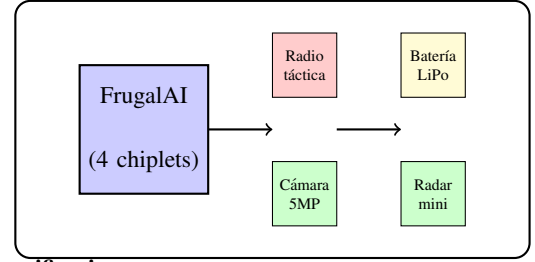 FrugalAI
(4 chiplets)
Radio
táctica
Batería
LiPo
Cámara
5MP
Radar
mini